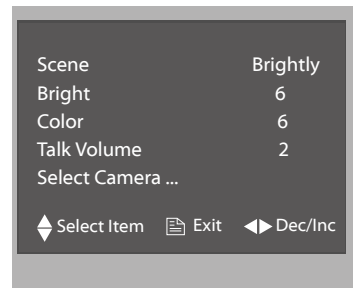 Scene Brightly
Bright 6
Color 6
Talk Volume 2
Select Camera ...
Select Item Exit Dec/Inc